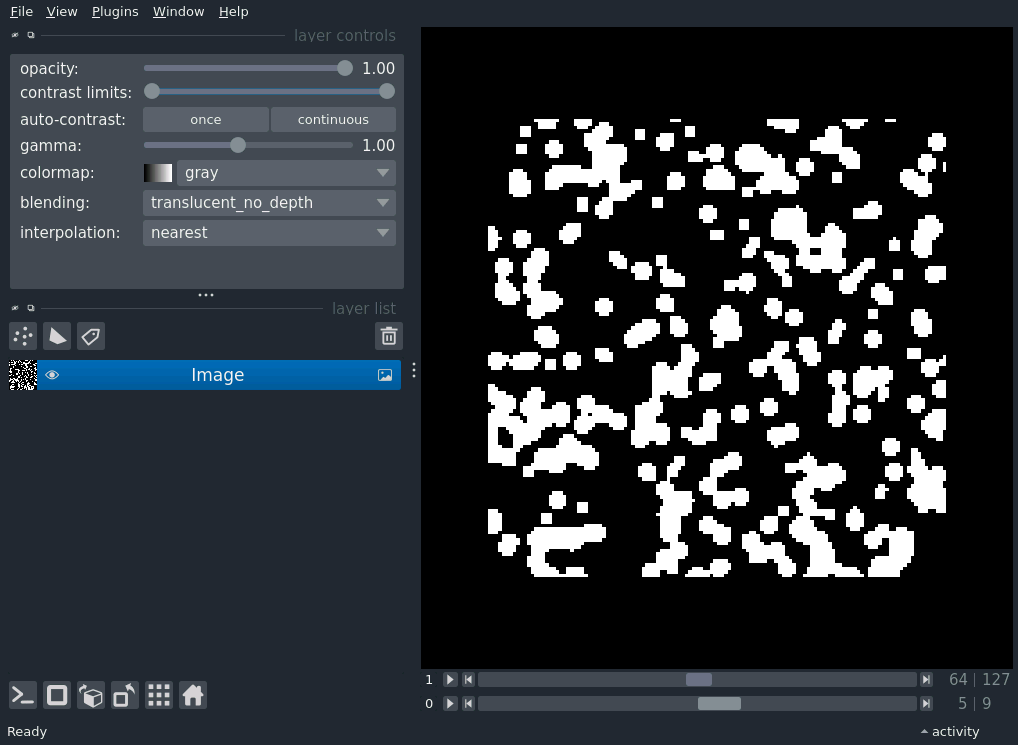 File View Plugins Window Help
layer controls
opacity: 1.00
contrast limits:
auto-contrast: once continuous
gamma: 1.00
colormap: gray
blending: translucent_no_depth
interpolation: nearest
layer list
Image
1 64 | 127
0 5 | 9
Ready activity